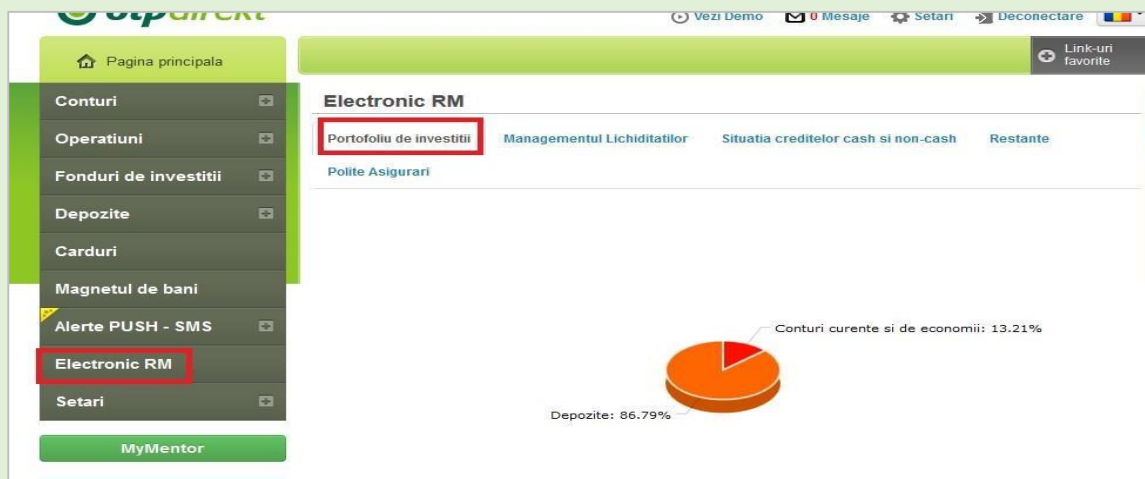 otpdirekt
Vezi Demo 0 Mesaje Setari Deconectare
Pagina principala
Link-uri
favorite
Conturi
Operatiuni
Fonduri de investitii
Depozite
Carduri
Magnetul de bani
Alerte PUSH - SMS
Electronic RM
Setari
MyMentor
Electronic RM
Portofoliu de investitii Managementul Lichiditatilor Situatia creditelor cash si non-cash Restante
Polite Asigurari
Conturi curente si de economii: 13.21%
Depozite: 86.79%